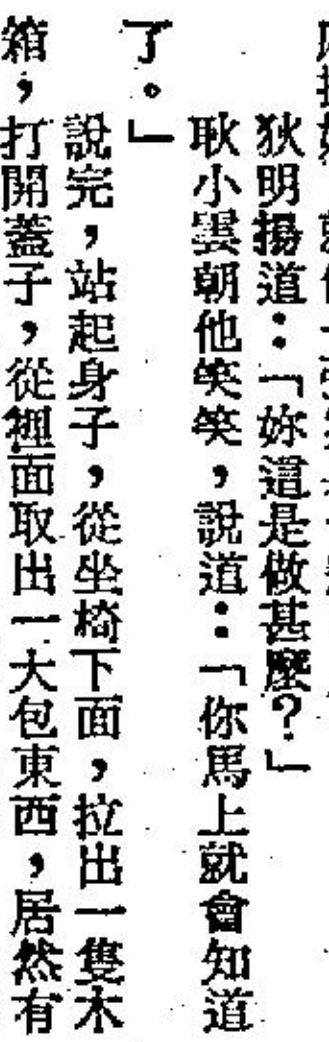 狄明揚道：「妳這是做甚麼？」
耿小雲朝他笑笑，說道：「你馬上就會知道
了。」
說完，站起身子，從坐椅下面，拉出一隻木
箱，打開蓋子，從裡面取出一大包東西，居然有